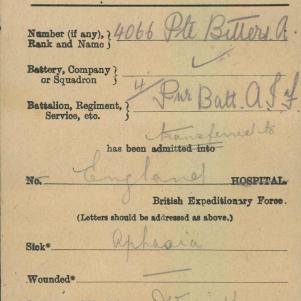 Number (if any), Rank and Name } 4066 Pte Bitters. A.
Battery, Company or Squadron }
Battalion, Regiment, Service, etc. } 4 Pnr Batt. A.I.F.
transferred to
has been admitted into
No. England HOSPITAL
British Expeditionary Force.
(Letters should be addressed as above.)
Sick* Aphasia
Wounded*